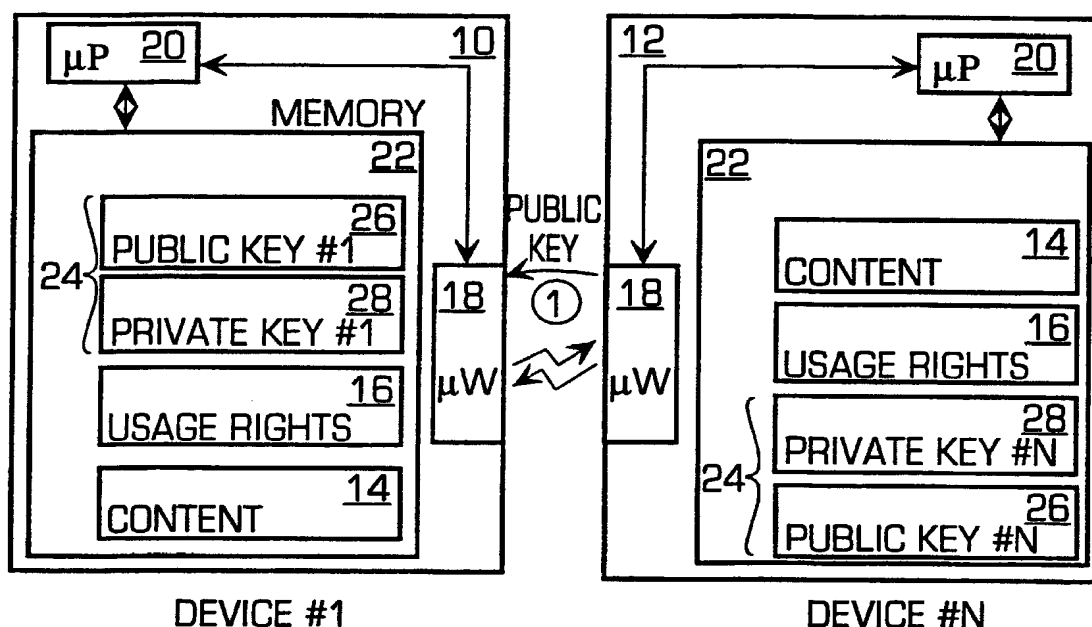 µP 20
10
MEMORY
22
24
26
PUBLIC KEY #1
28
PRIVATE KEY #1
16
USAGE RIGHTS
14
CONTENT
18
µW
DEVICE #1
PUBLIC
KEY
1
12
µP 20
22
14
CONTENT
16
USAGE RIGHTS
24
28
PRIVATE KEY #N
26
PUBLIC KEY #N
18
µW
DEVICE #N